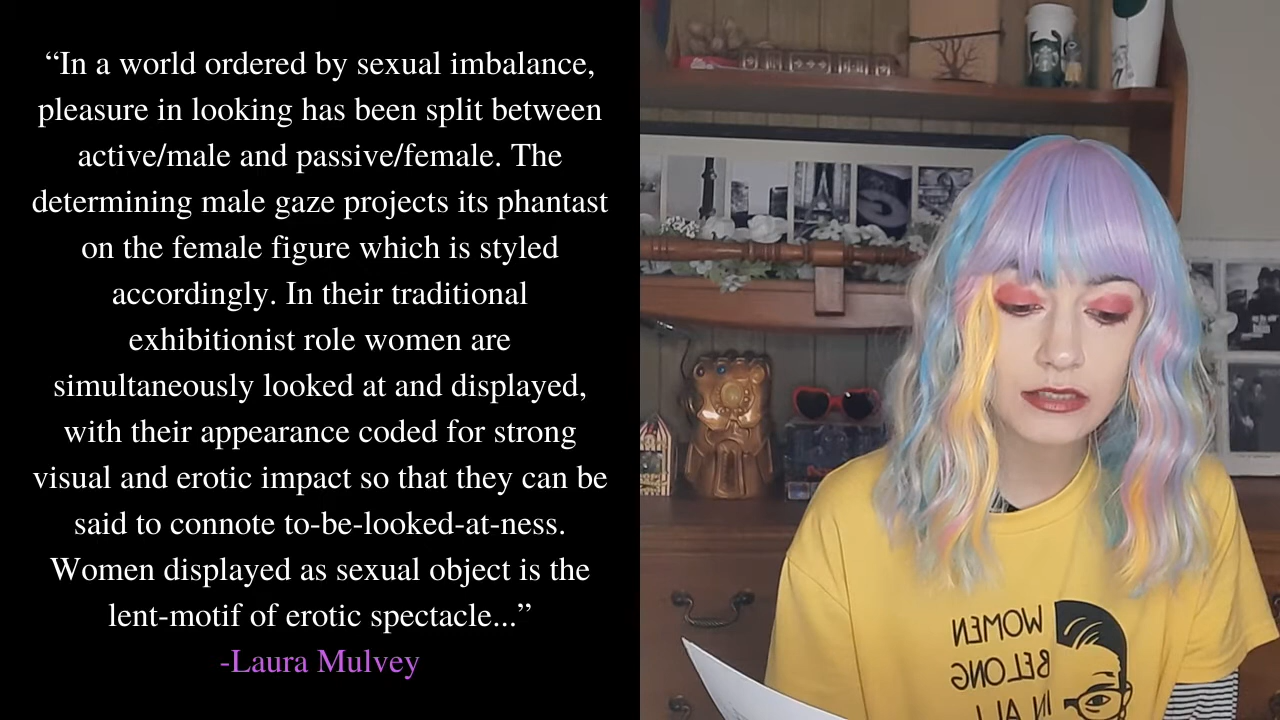 “In a world ordered by sexual imbalance,
pleasure in looking has been split between
active/male and passive/female. The
determining male gaze projects its phantast
on the female figure which is styled
accordingly. In their traditional
exhibitionist role women are
simultaneously looked at and displayed,
with their appearance coded for strong
visual and erotic impact so that they can be
said to connote to-be-looked-at-ness.
Women displayed as sexual object is the
lent-motif of erotic spectacle...”
-Laura Mulvey
WOMEN
BELONG
IN ALL